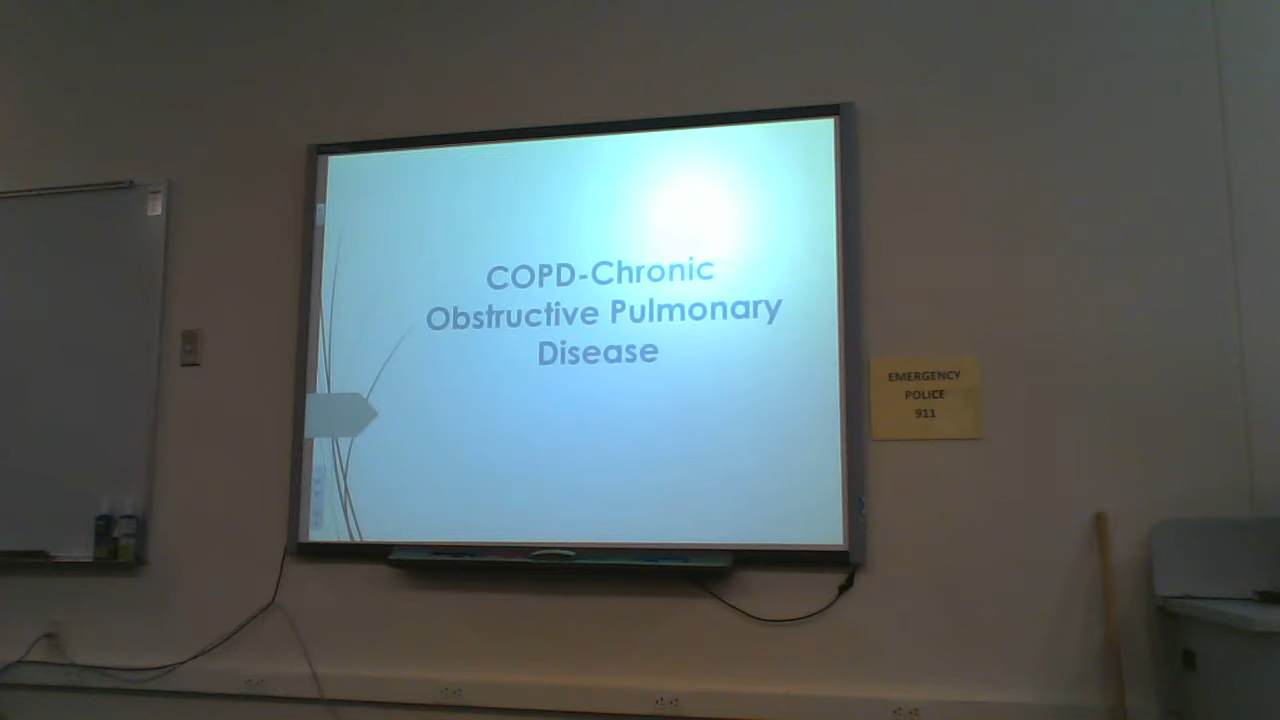 COPD-Chronic
Obstructive Pulmonary
Disease
EMERGENCY
POLICE
911